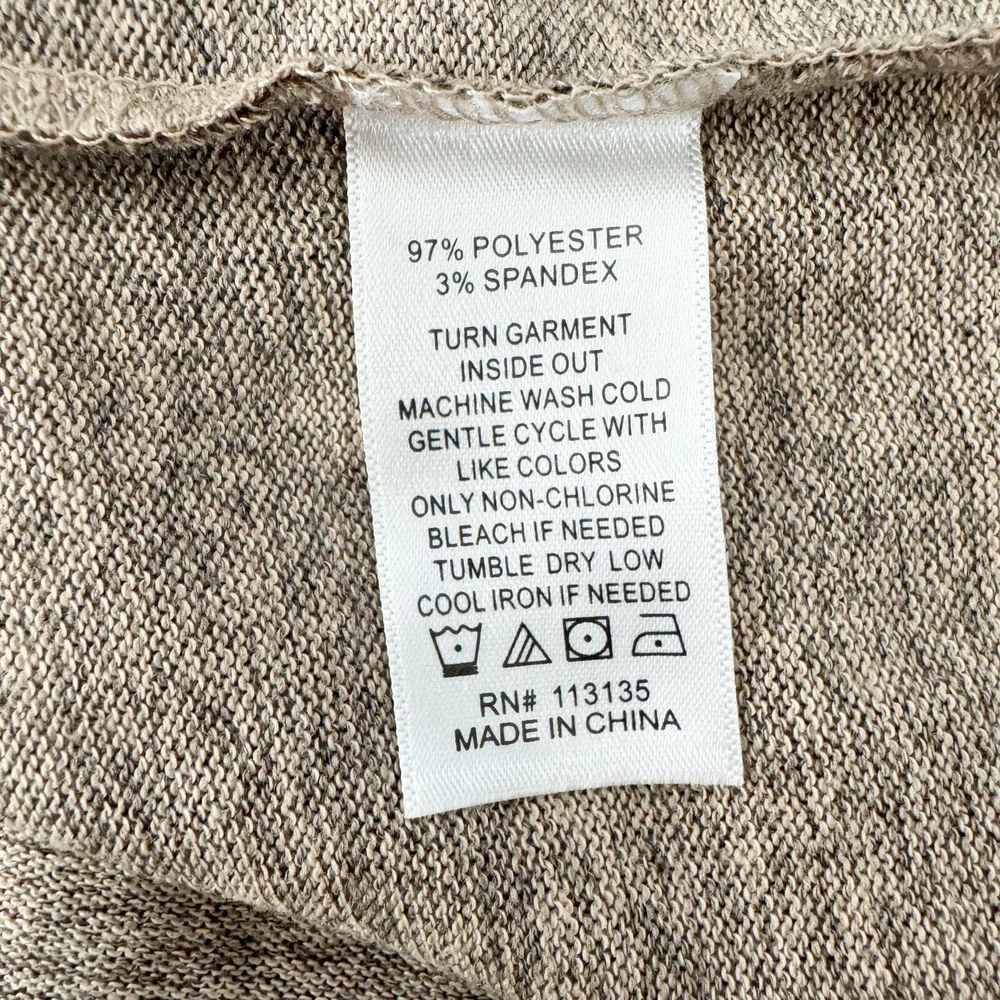 97% POLYESTER
3% SPANDEX
TURN GARMENT
INSIDE OUT
MACHINE WASH COLD
GENTLE CYCLE WITH
LIKE COLORS
ONLY NON-CHLORINE
BLEACH IF NEEDED
TUMBLE DRY LOW
COOL IRON IF NEEDED
RN# 113135
MADE IN CHINA